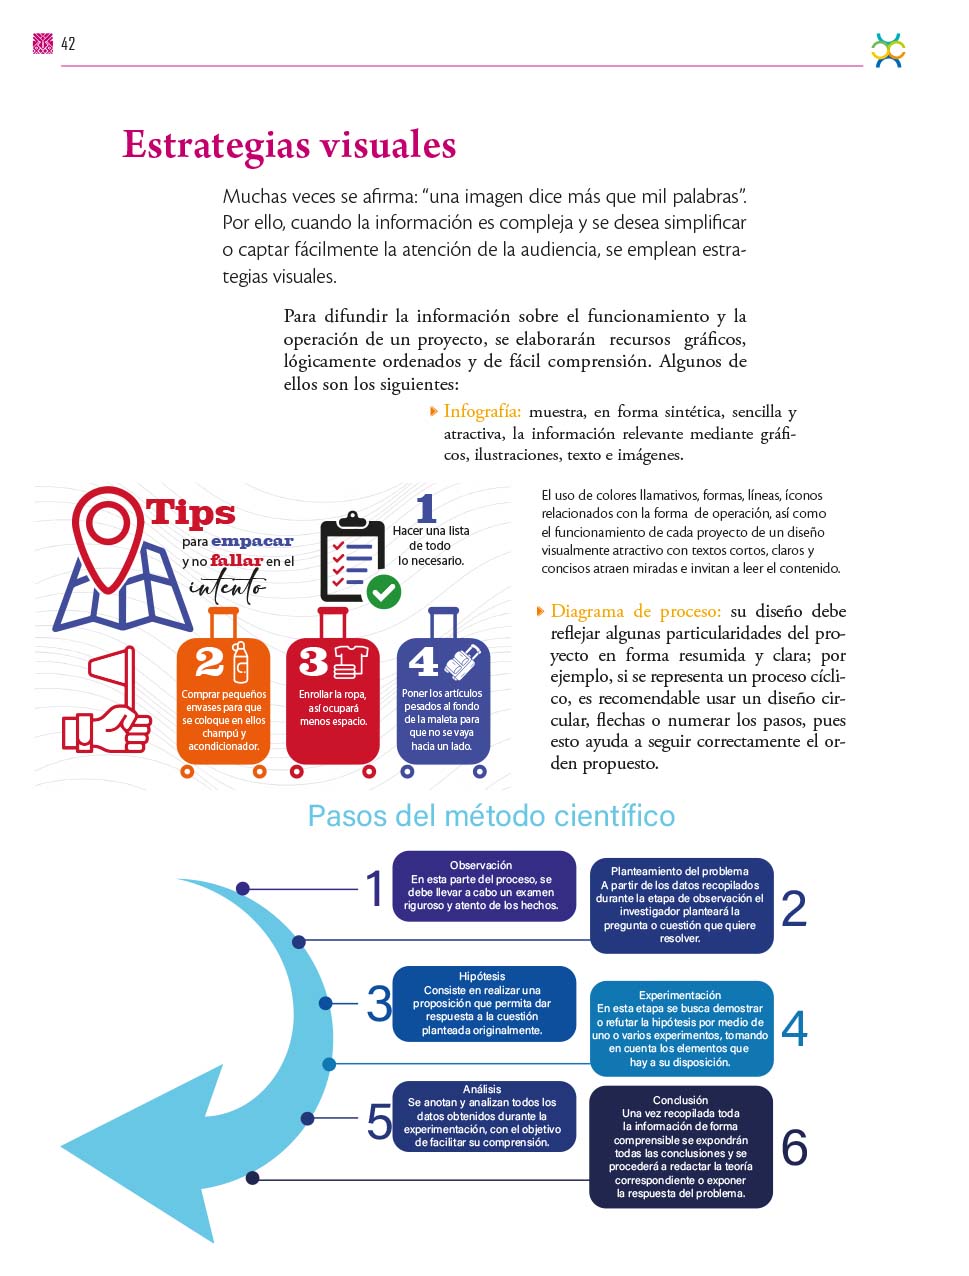 42
Estrategias visuales
Muchas veces se afirma: “una imagen dice más que mil palabras”.
Por ello, cuando la información es compleja y se desea simplificar
o captar fácilmente la atención de la audiencia, se emplean estra-
tegias visuales.
Para difundir la información sobre el funcionamiento y la
operación de un proyecto, se elaborarán recursos gráficos,
lógicamente ordenados y de fácil comprensión. Algunos de
ellos son los siguientes:
Infografía: muestra, en forma sintética, sencilla y
atractiva, la información relevante mediante gráfi-
cos, ilustraciones, texto e imágenes.
Tips
para empacar
y no fallar en el
intento
1
Hacer una lista
de todo
lo necesario.
2
Comprar pequeños
envases para que
se coloque en ellos
champú y
acondicionador.
3
Enrollar la ropa,
así ocupará
menos espacio.
4
Poner los artículos
pesados al fondo
de la maleta para
que no se vaya
hacia un lado.
El uso de colores llamativos, formas, líneas, íconos
relacionados con la forma de operación, así como
el funcionamiento de cada proyecto de un diseño
visualmente atractivo con textos cortos, claros y
concisos atraen miradas e invitan a leer el contenido.
Diagrama de proceso: su diseño debe
reflejar algunas particularidades del pro-
yecto en forma resumida y clara; por
ejemplo, si se representa un proceso cícli-
co, es recomendable usar un diseño cir-
cular, flechas o numerar los pasos, pues
esto ayuda a seguir correctamente el or-
den propuesto.
Pasos del método científico
1
Observación
En esta parte del proceso, se
debe llevar a cabo un examen
riguroso y atento de los hechos.
Planteamiento del problema
A partir de los datos recopilados
durante la etapa de observación el
investigador planteará la
pregunta o cuestión que quiere
resolver.
2
3
Hipótesis
Consiste en realizar una
proposición que permita dar
respuesta a la cuestión
planteada originalmente.
Experimentación
En esta etapa se busca demostrar
o refutar la hipótesis por medio de
uno o varios experimentos, tomando
en cuenta los elementos que
hay a su disposición.
4
5
Análisis
Se anotan y analizan todos los
datos obtenidos durante la
experimentación, con el objetivo
de facilitar su comprensión.
Conclusión
Una vez recopilada toda
la información de forma
comprensible se expondrán
todas las conclusiones y se
procederá a redactar la teoría
correspondiente o exponer
la respuesta del problema.
6